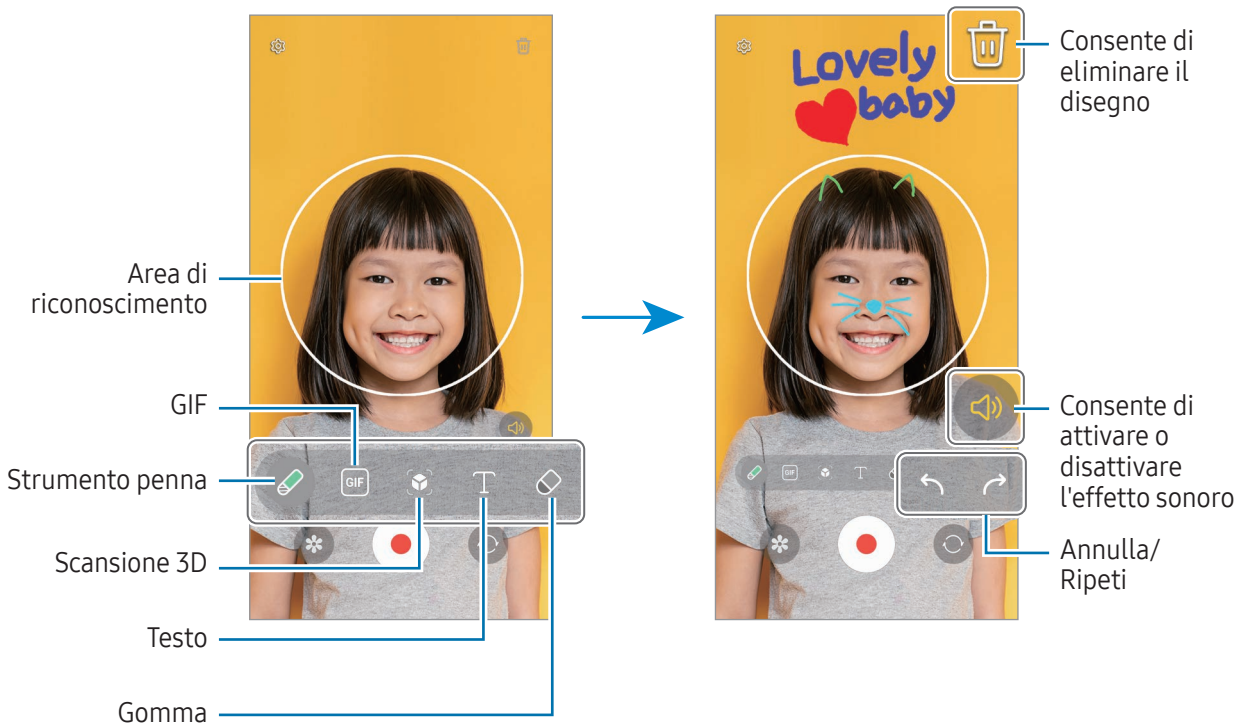 Lovely
baby
Consente di
eliminare il
disegno
Area di
riconoscimento
GIF
Strumento penna
GIF
T
Scansione 3D
Testo
Gomma
GIF
T
Consente di
attivare o
disattivare
l'effetto sonoro
Annulla/
Ripeti